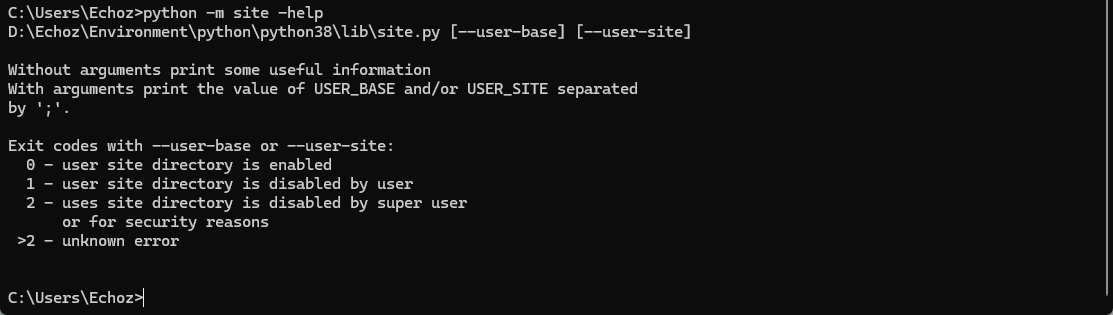 C:\Users\Echoz>python -m site -help
D:\Echoz\Environment\python\python38\lib\site.py [--user-base] [--user-site]
Without arguments print some useful information
With arguments print the value of USER_BASE and/or USER_SITE separated
by ';'.
Exit codes with --user-base or --user-site:
0 - user site directory is enabled
1 - user site directory is disabled by user
2 - uses site directory is disabled by super user
or for security reasons
>2 - unknown error
C:\Users\Echoz>